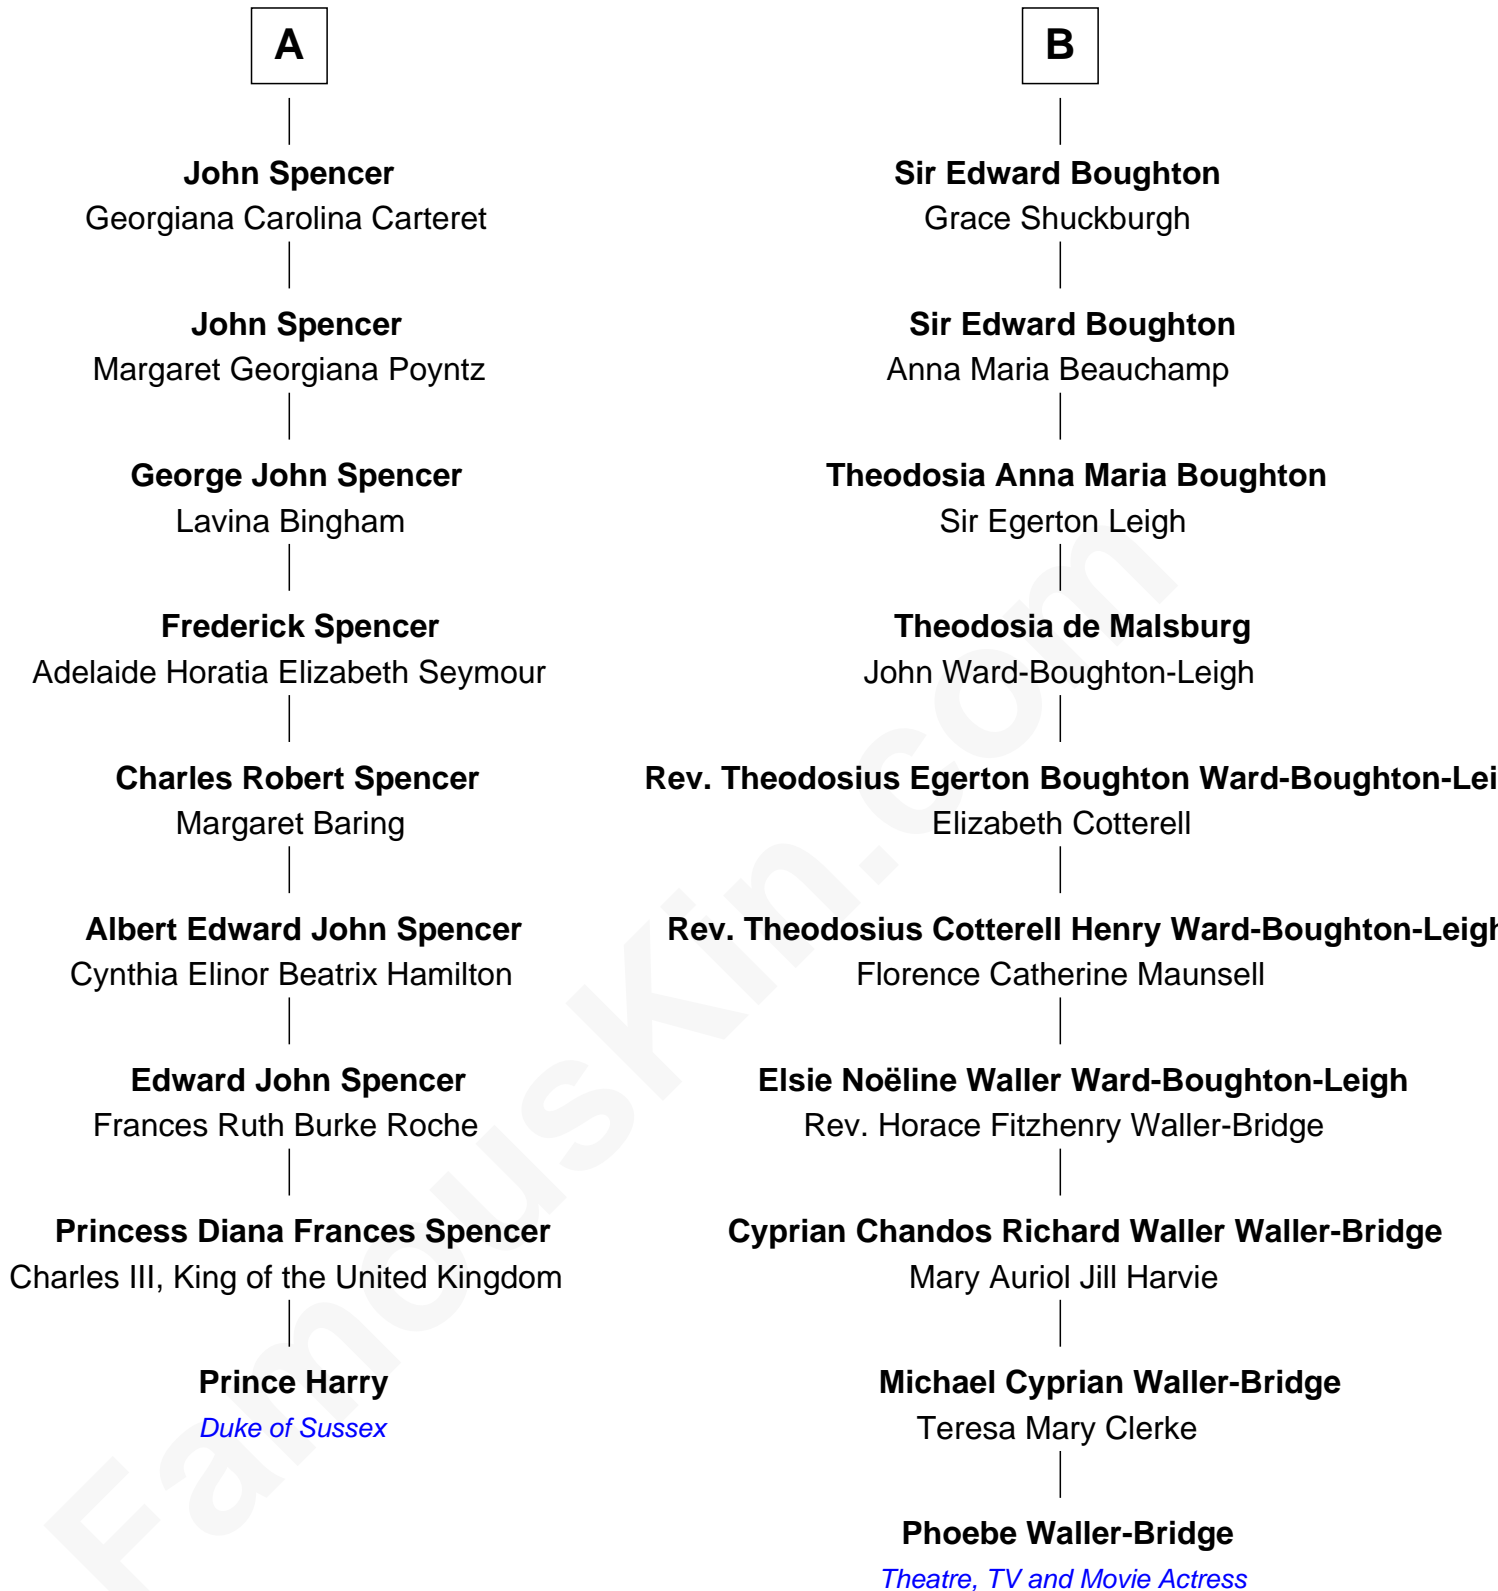 A
John Spencer
Georgiana Carolina Carteret
John Spencer
Margaret Georgiana Poyntz
George John Spencer
Lavina Bingham
Frederick Spencer
Adelaide Horatia Elizabeth Seymour
Charles Robert Spencer
Margaret Baring
Albert Edward John Spencer
Cynthia Elinor Beatrix Hamilton
Edward John Spencer
Frances Ruth Burke Roche
Princess Diana Frances Spencer
Charles III, King of the United Kingdom
Prince Harry
Duke of Sussex
B
Sir Edward Boughton
Grace Shuckburgh
Sir Edward Boughton
Anna Maria Beauchamp
Theodosia Anna Maria Boughton
Sir Egerton Leigh
Theodosia de Malsburg
John Ward-Boughton-Leigh
Rev. Theodosius Egerton Boughton Ward-Boughton-Lei
Elizabeth Cotterell
Rev. Theodosius Cotterell Henry Ward-Boughton-Leigh
Florence Catherine Maunsell
Elsie Noëline Waller Ward-Boughton-Leigh
Rev. Horace Fitzhenry Waller-Bridge
Cyprian Chandos Richard Waller Waller-Bridge
Mary Auriol Jill Harvie
Michael Cyprian Waller-Bridge
Teresa Mary Clerke
Phoebe Waller-Bridge
Theatre, TV and Movie Actress
FamousKin.com